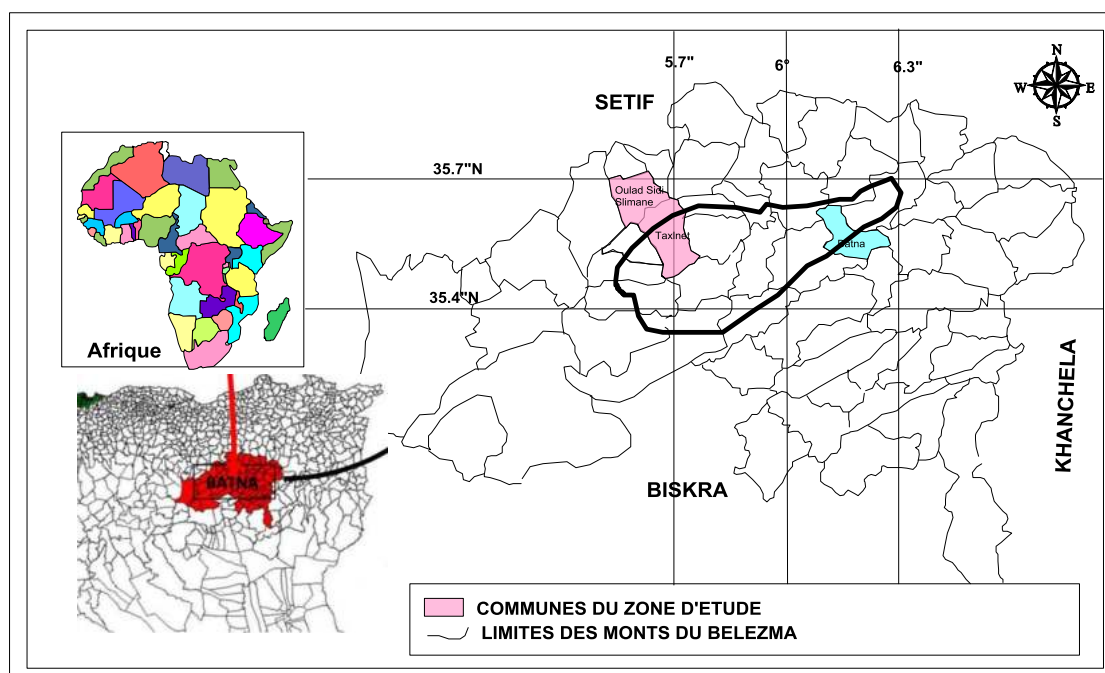 5.7" 6° 6.3"
N
W E
S
SETIF
35.7"N
Oulad Sidi
Slimane
Taxlnet
Batna
35.4"N
Afrique
BATNA
BISKRA
KHANCHELA
COMMUNES DU ZONE D'ETUDE
LIMITES DES MONTS DU BELEZMA